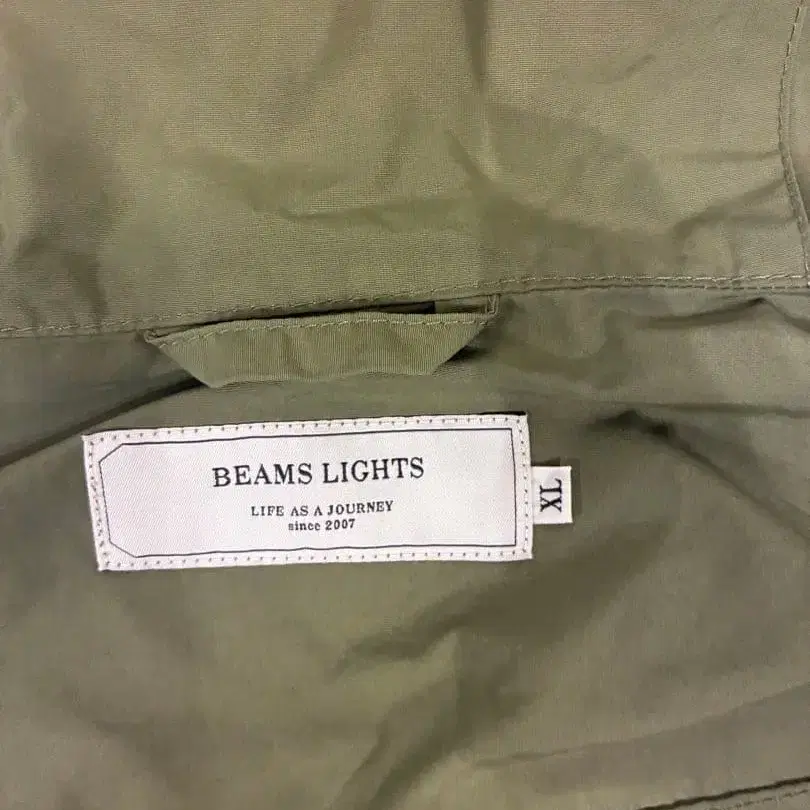 BEAMS LIGHTS
LIFE AS A JOURNEY
since 2007
XL